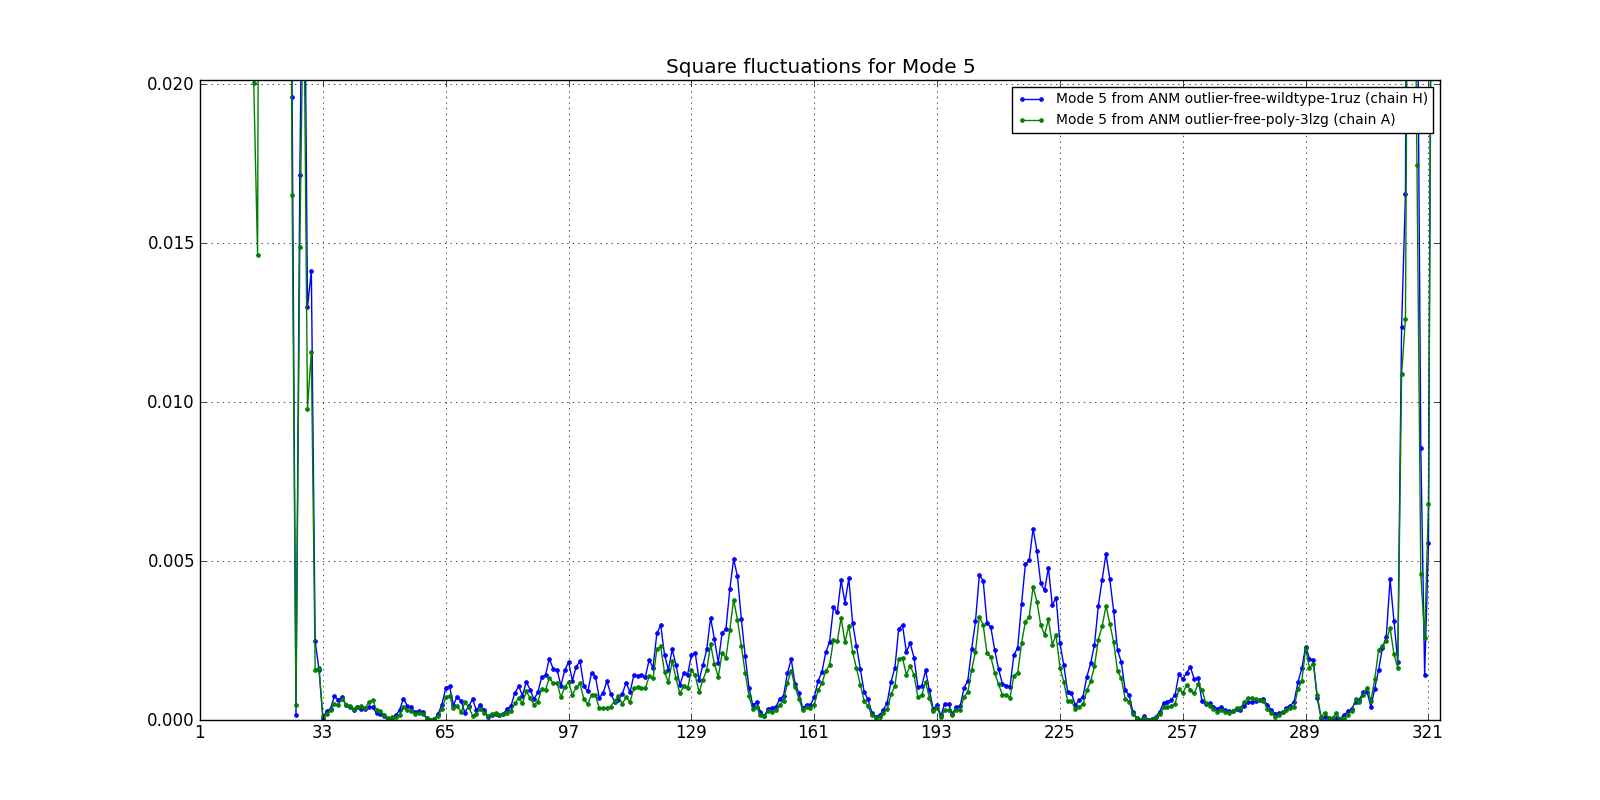 Square fluctuations for Mode 5
0.020
0.015
0.010
0.005
0.000
Mode 5 from ANM outlier-free-wildtype-1ruz (chain H)
Mode 5 from ANM outlier-free-poly-3lzg (chain A)
1 33 65 97 129 161 193 225 257 289 321